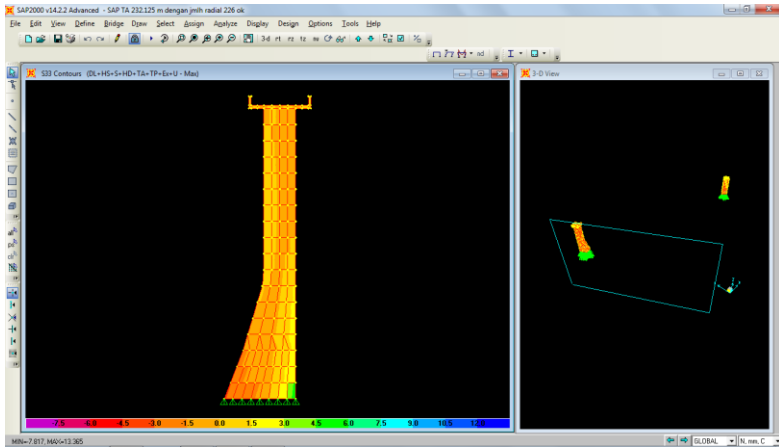 SAP2000 v14.2.2 Advanced - SAP TA 232.125 m dengan jmlh radial 226 ok
File Edit View Define Bridge Draw Select Assign Analyze Display Design Options Tools Help
3-d
nd
S33 Contours (DL+HS+S+HD+TA+TP+Ex+U - Max)
3-D View
-7.5 -6.0 -4.5 -3.0 -1.5 0.0 1.5 3.0 4.5 6.0 7.5 9.0 10.5 12.0
MIN=-7.817, MAX=13.365
GLOBAL
N, mm, C